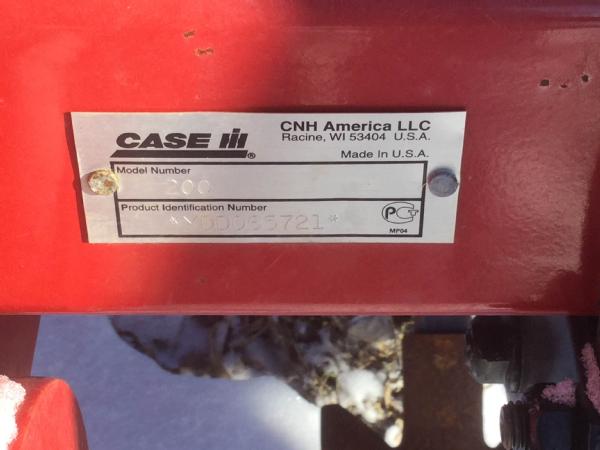 CASE IH ®
CNH America LLC
Racine, WI 53404 U.S.A.
Made in U.S.A.
Model Number
200
Product Identification Number
MP04